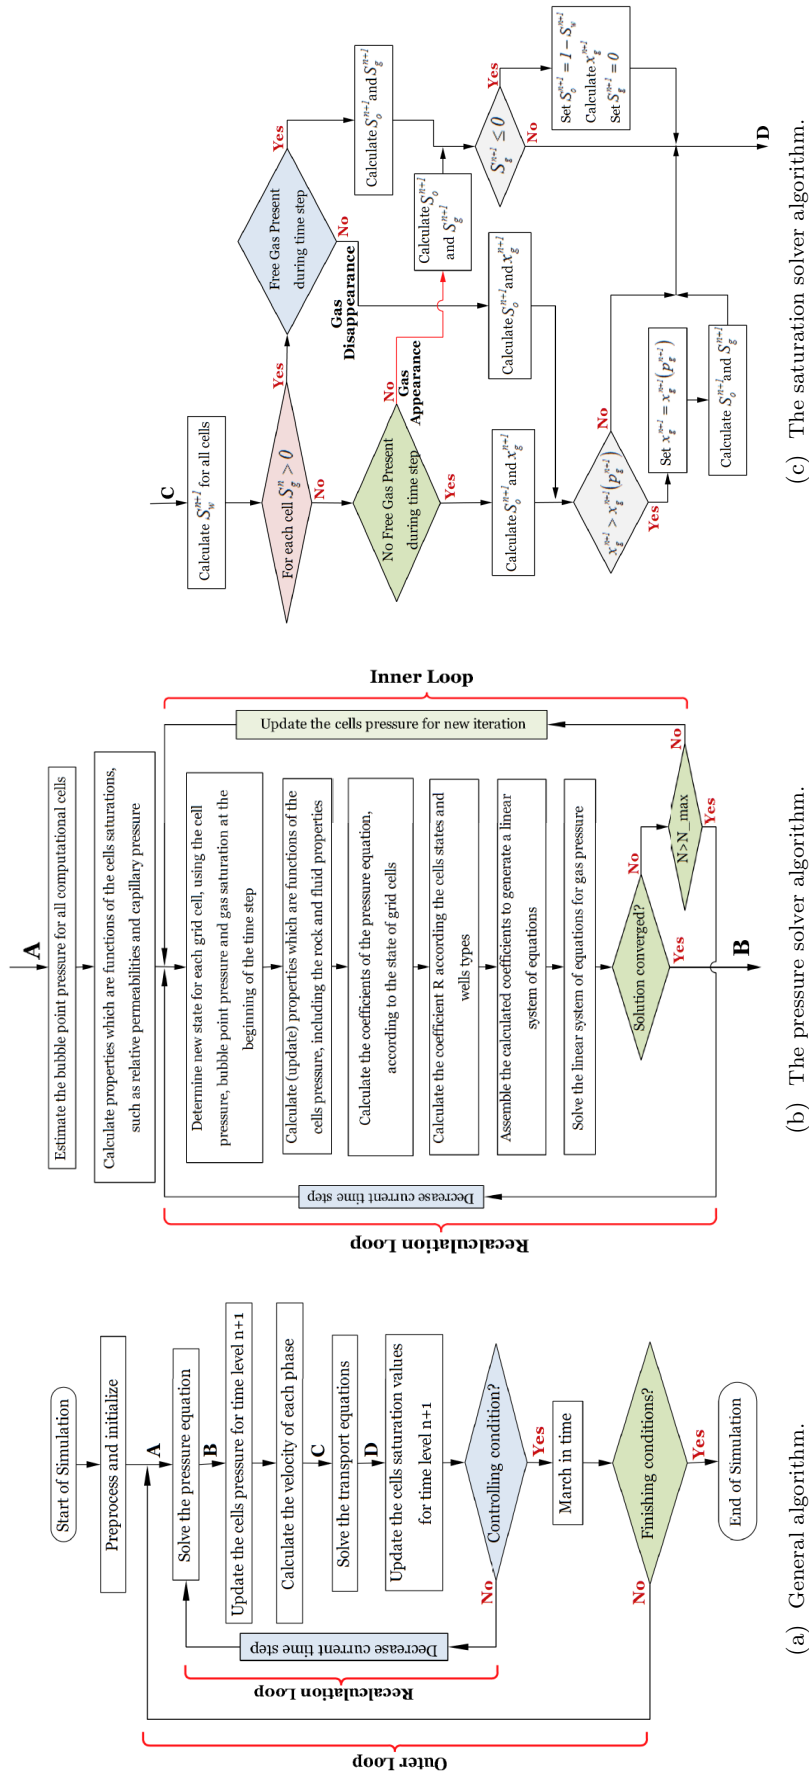 Start of Simulation
Preprocess and initialize
A
Solve the pressure equation
B
Update the cells pressure for time level n+1
Calculate the velocity of each phase
C
Solve the transport equations
D
Update the cells saturation values
for time level n+1
Controlling condition?
No
Yes
Decrease current time step
Recalculation Loop
March in time
Finishing conditions?
No
Yes
End of Simulation
Outer Loop
(a) General algorithm.
A
Estimate the bubble point pressure for all computational cells
Calculate properties which are functions of the cells saturations,
such as relative permeabilities and capillary pressure
Determine new state for each grid cell, using the cell
pressure, bubble point pressure and gas saturation at the
beginning of the time step
Calculate (update) properties which are functions of the
cells pressure, including the rock and fluid properties
Calculate the coefficients of the pressure equation,
according to the state of grid cells
Calculate the coefficient R according the cells states and
wells types
Assemble the calculated coefficients to generate a linear
system of equations
Solve the linear system of equations for gas pressure
Solution converged?
No
Yes
N>N_max
No
Yes
B
Update the cells pressure for new iteration
Inner Loop
Decrease current time step
Recalculation Loop
(b) The pressure solver algorithm.
C
Calculate S_w^{n+1} for all cells
For each cell S_g^n > 0
Yes
No
Free Gas Present
during time step
Yes
No
Gas
Disappearance
Calculate S_o^{n+1} and S_g^{n+1}
No Free Gas Present
during time step
No
Gas
Appearance
Yes
Calculate S_o^{n+1}
and S_g^{n+1}
Calculate S_o^{n+1} and x_g^{n+1}
Calculate S_o^{n+1} and x_g^{n+1}
S_g^{n+1} ≤ 0
Yes
No
Set S_o^{n+1} = 1 − S_w^{n+1}
Calculate x_g^{n+1}
Set S_g^{n+1} = 0
x_g^{n+1} > x_g^{n+1}(p_g^{n+1})
No
Yes
Set x_g^{n+1} = x_g^{n+1}(p_g^{n+1})
Calculate S_o^{n+1} and S_g^{n+1}
D
(c) The saturation solver algorithm.